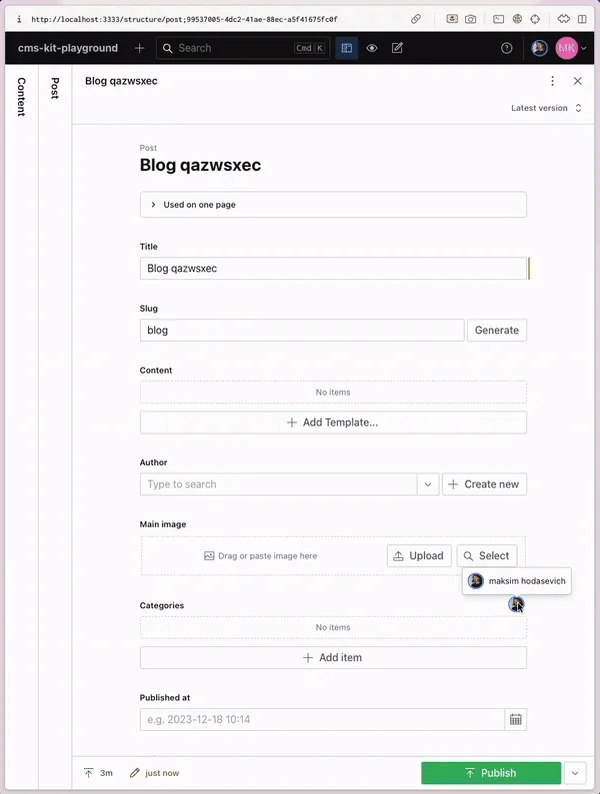 http://localhost:3333/structure/post;99537005-4dc2-41ae-88ec-a5f41675fc0f
cms-kit-playground
Search
Cmd K
MK
Content
Post
Blog qazwsxec
Latest version
Post
Blog qazwsxec
Used on one page
Title
Blog qazwsxec
Slug
blog
Generate
Content
No items
Add Template...
Author
Type to search
Create new
Main image
Drag or paste image here
Upload
Select
maksim hodasevich
Categories
No items
Add item
Published at
e.g. 2023-12-18 10:14
3m
just now
Publish